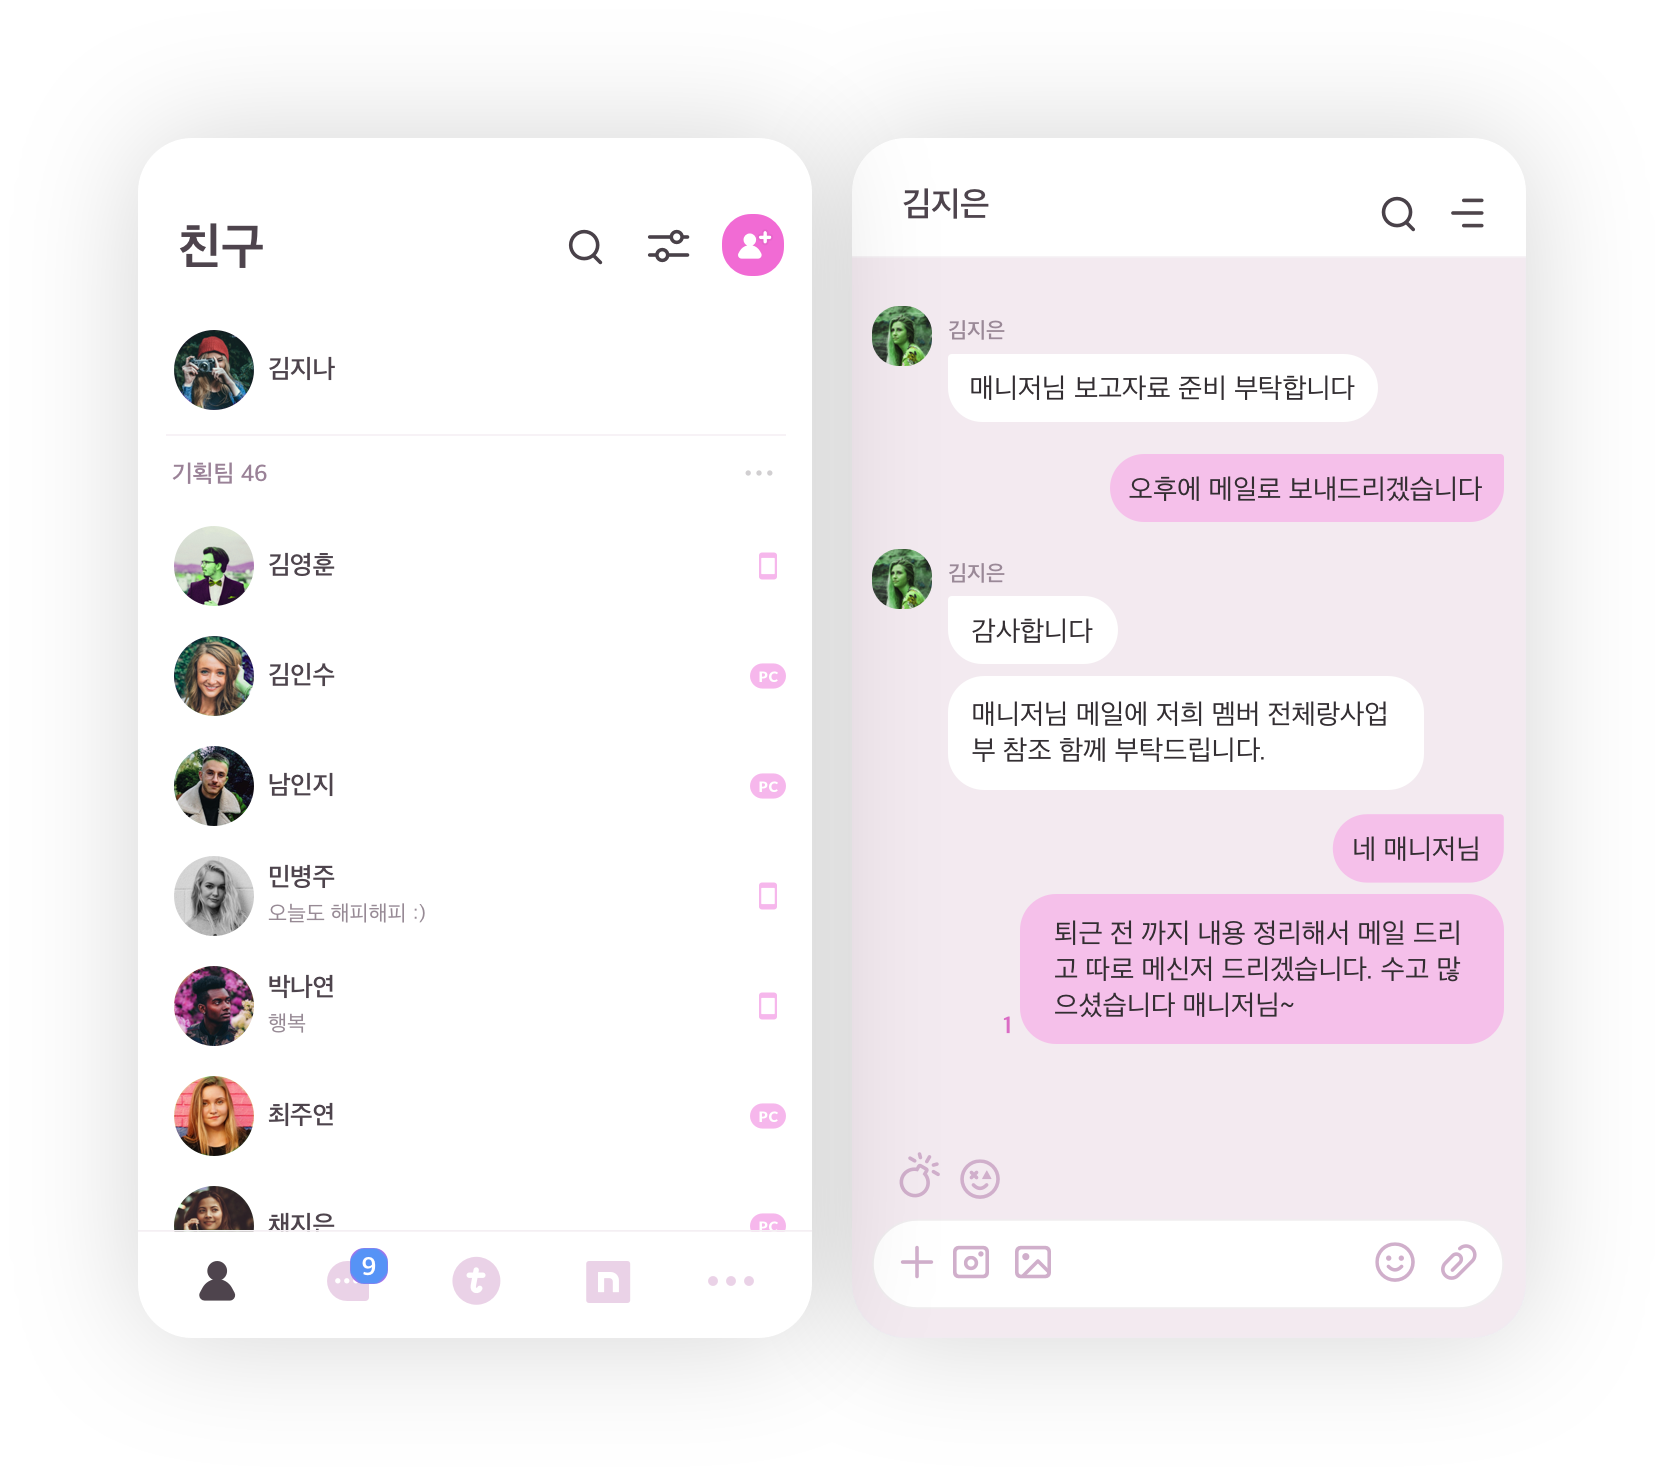 친구
김지나
기획팀 46
김영훈
김인수
PC
남인지
PC
민병주
오늘도 해피해피 :)
박나연
행복
최주연
PC
채지은
PC
9
t
n
김지은
김지은
매니저님 보고자료 준비 부탁합니다
오후에 메일로 보내드리겠습니다
김지은
감사합니다
매니저님 메일에 저희 멤버 전체랑사업
부 참조 함께 부탁드립니다.
네 매니저님
퇴근 전 까지 내용 정리해서 메일 드리
고 따로 메신저 드리겠습니다. 수고 많
으셨습니다 매니저님~
1